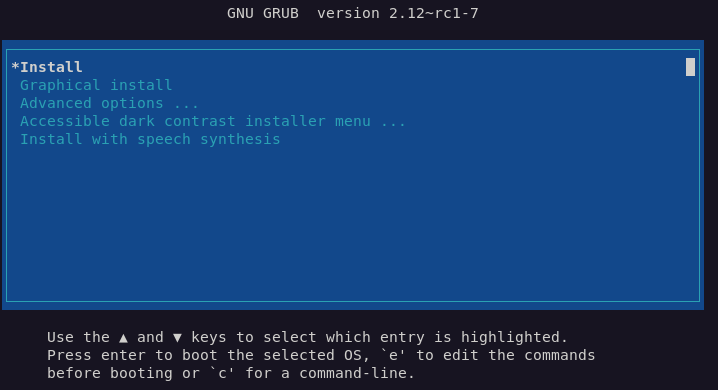 GNU GRUB  version 2.12~rc1-7
*Install
Graphical install
Advanced options ...
Accessible dark contrast installer menu ...
Install with speech synthesis
Use the ▲ and ▼ keys to select which entry is highlighted.
Press enter to boot the selected OS, `e' to edit the commands
before booting or `c' for a command-line.